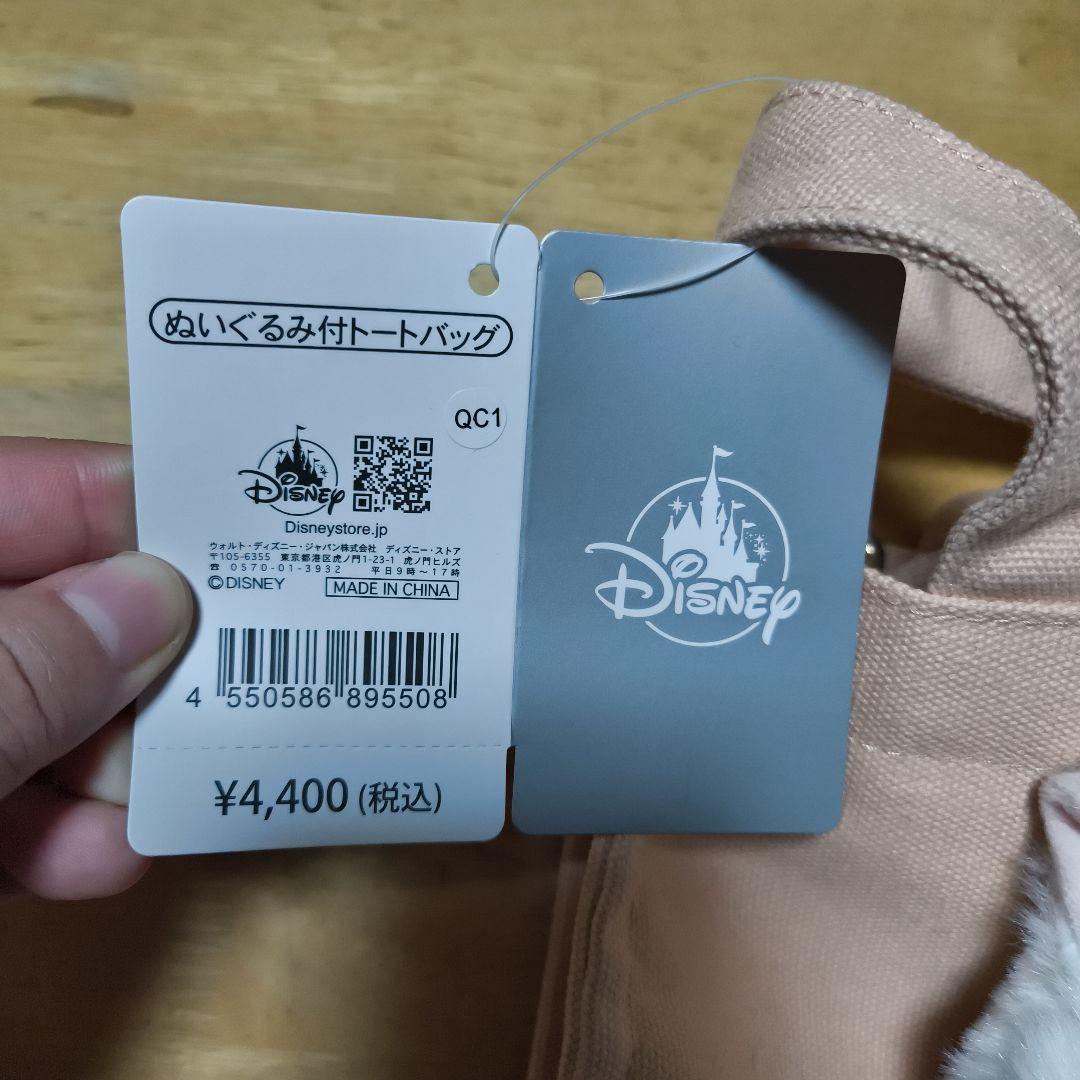 ぬいぐるみ付トートバッグ
QC1
Disney
Disneystore.jp
ウォルト・ディズニー・ジャパン株式会社 ディズニー・ストア
〒105-6355 東京都港区虎ノ門1-23-1 虎ノ門ヒルズ
☎ 0570-01-3932 平日9時～17時
©DISNEY MADE IN CHINA
4 550586 895508
¥4,400 (税込)
Disney